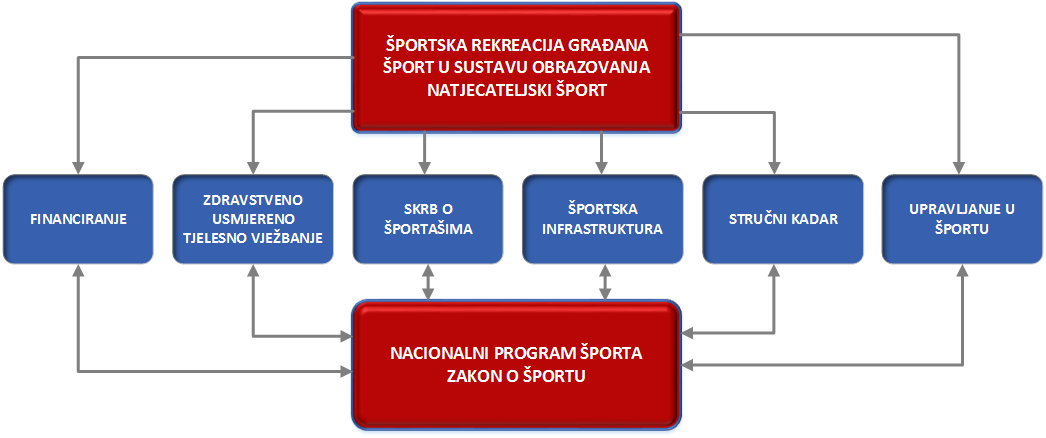 ŠPORTSKA REKREACIJA GRAĐANA
ŠPORT U SUSTAVU OBRAZOVANJA
NATJECATELJSKI ŠPORT
FINANCIRANJE
ZDRAVSTVENO
USMJERENO
TJELESNO VJEŽBANJE
SKRB O
ŠPORTAŠIMA
ŠPORTSKA
INFRASTRUKTURA
STRUČNI KADAR
UPRAVLJANJE U
ŠPORTU
NACIONALNI PROGRAM ŠPORTA
ZAKON O ŠPORTU